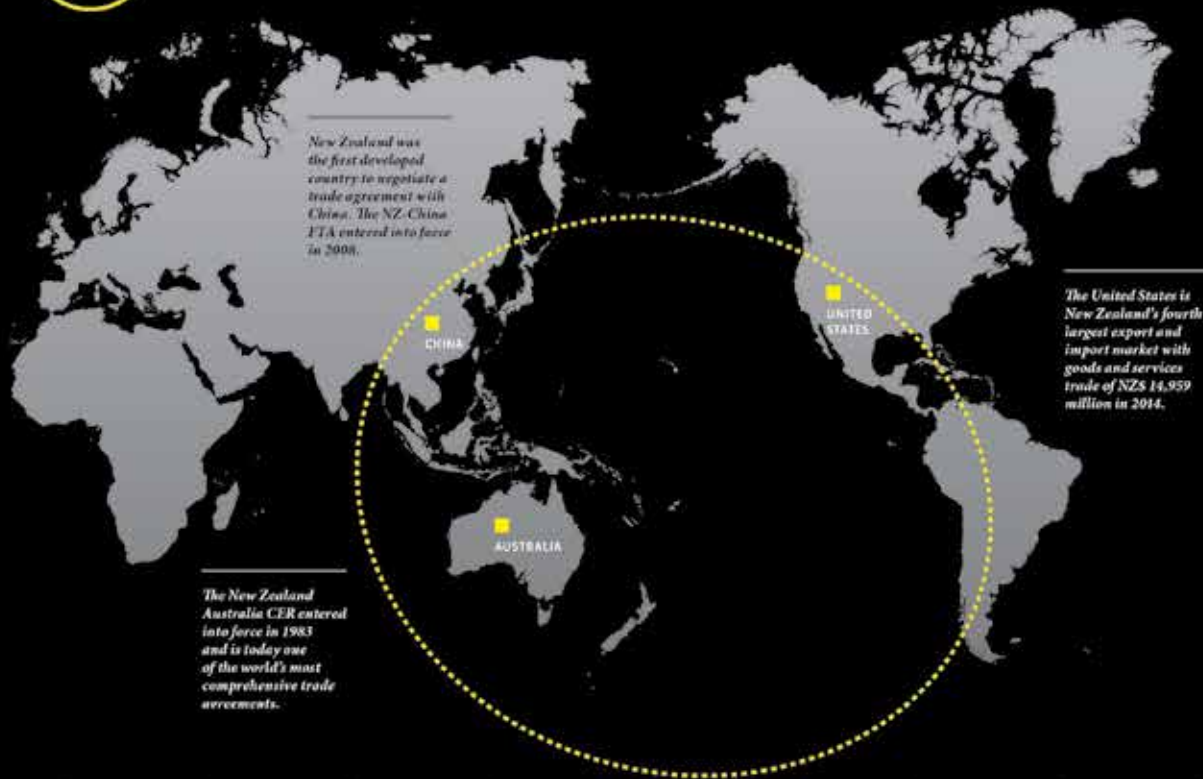 New Zealand was
the first developed
country to negotiate a
trade agreement with
China. The NZ-China
FTA entered into force
in 2008.
CHINA
UNITED
STATES
The United States is
New Zealand's fourth
largest export and
import market with
goods and services
trade of NZ$ 14,959
million in 2014.
AUSTRALIA
The New Zealand
Australia CER entered
into force in 1983
and is today one
of the world's most
comprehensive trade
agreements.